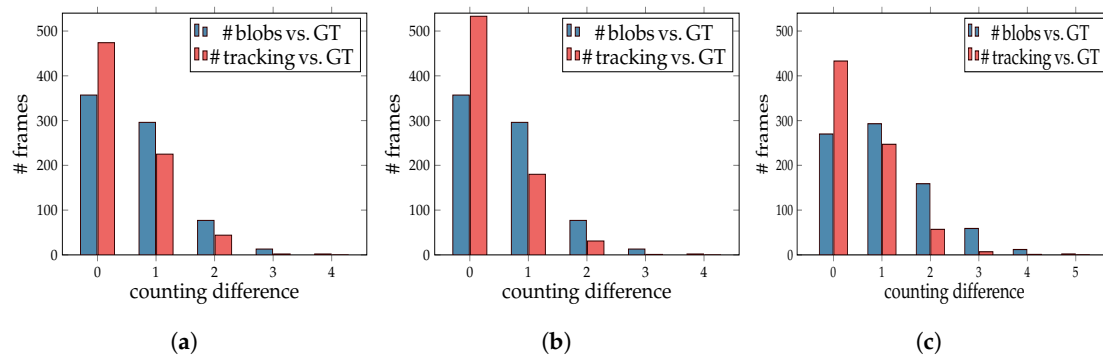 500
400
300
200
100
0
# frames
# blobs vs. GT
# tracking vs. GT
0 1 2 3 4
counting difference
(a)
500
400
300
200
100
0
# frames
# blobs vs. GT
# tracking vs. GT
0 1 2 3 4
counting difference
(b)
500
400
300
200
100
0
# frames
# blobs vs. GT
# tracking vs. GT
0 1 2 3 4 5
counting difference
(c)